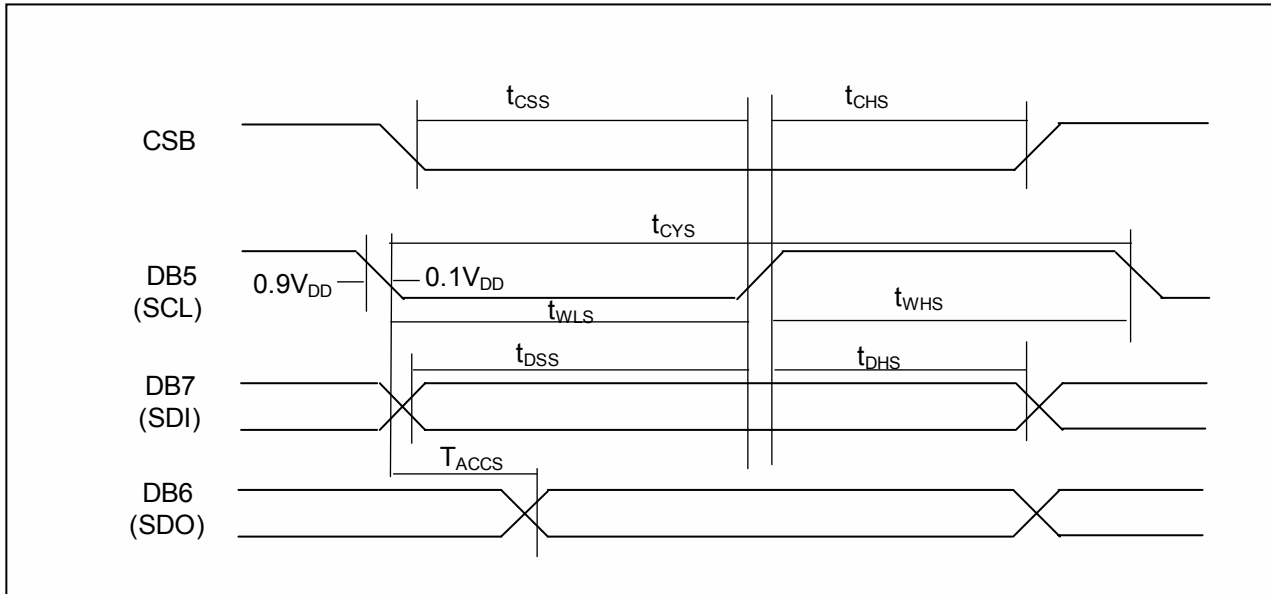 tCSS
tCHS
CSB
tCYS
DB5
(SCL)
0.9VDD
0.1VDD
tWLS
tWHS
tDSS
tDHS
DB7
(SDI)
TACCS
DB6
(SDO)